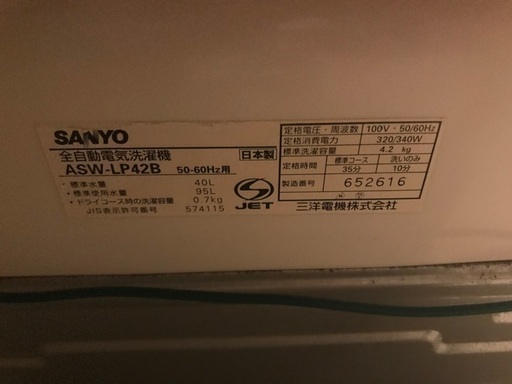 SANYO
全自動電気洗濯機 日本製
ASW-LP42B 50-60Hz用
・標準水量 40L
・標準使用水量 95L
・ドライコース時の洗濯容量 0.7kg
JIS表示許可番号 574115
JET
定格電圧・周波数 100V・50/60Hz
定格消費電力 320/340W
標準洗濯容量 4.2 kg
定格時間 標準コース 35分 洗いのみ 10分
製造番号 652616
三洋電機株式会社